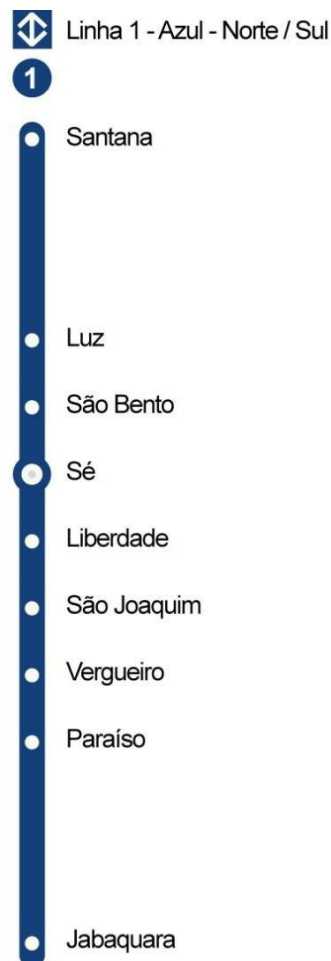 Linha 1 - Azul - Norte / Sul
1
Santana
Luz
São Bento
Sé
Liberdade
São Joaquim
Vergueiro
Paraíso
Jabaquara